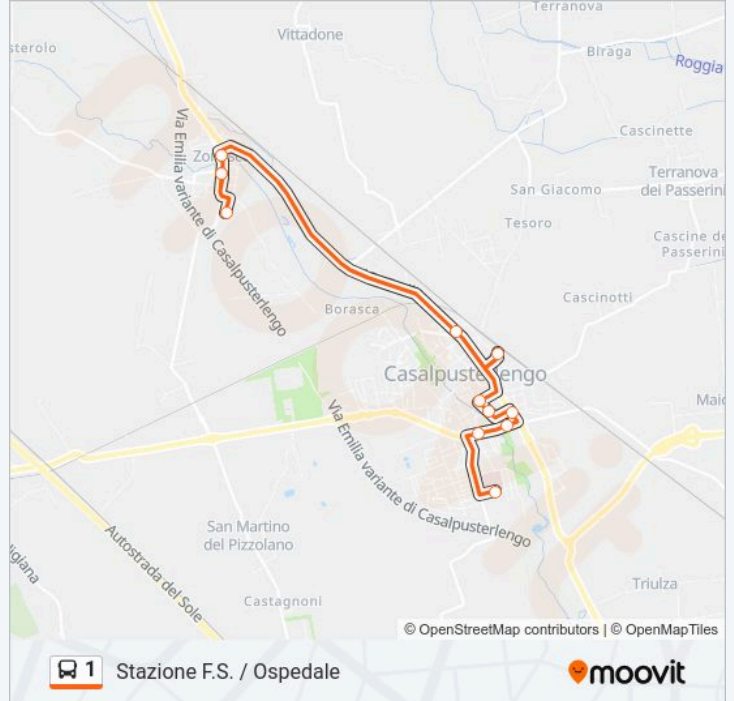 Terranova
Vittadone
sterolo
Biraga
Roggia
Cascinette
Terranova
dei Passerini
San Giacomo
Via Emilia variante di Casalpusterlengo
Tesoro
Cascine de
Passerini
Cascinotti
Borasca
Casalpusterlengo
Via Emilia variante di Casalpusterlengo
San Martino
del Pizzolano
Autostrada del Sole
igiana
Triulza
Castagnoni
© OpenStreetMap contributors | © OpenMapTiles
1 Stazione F.S. / Ospedale
moovit